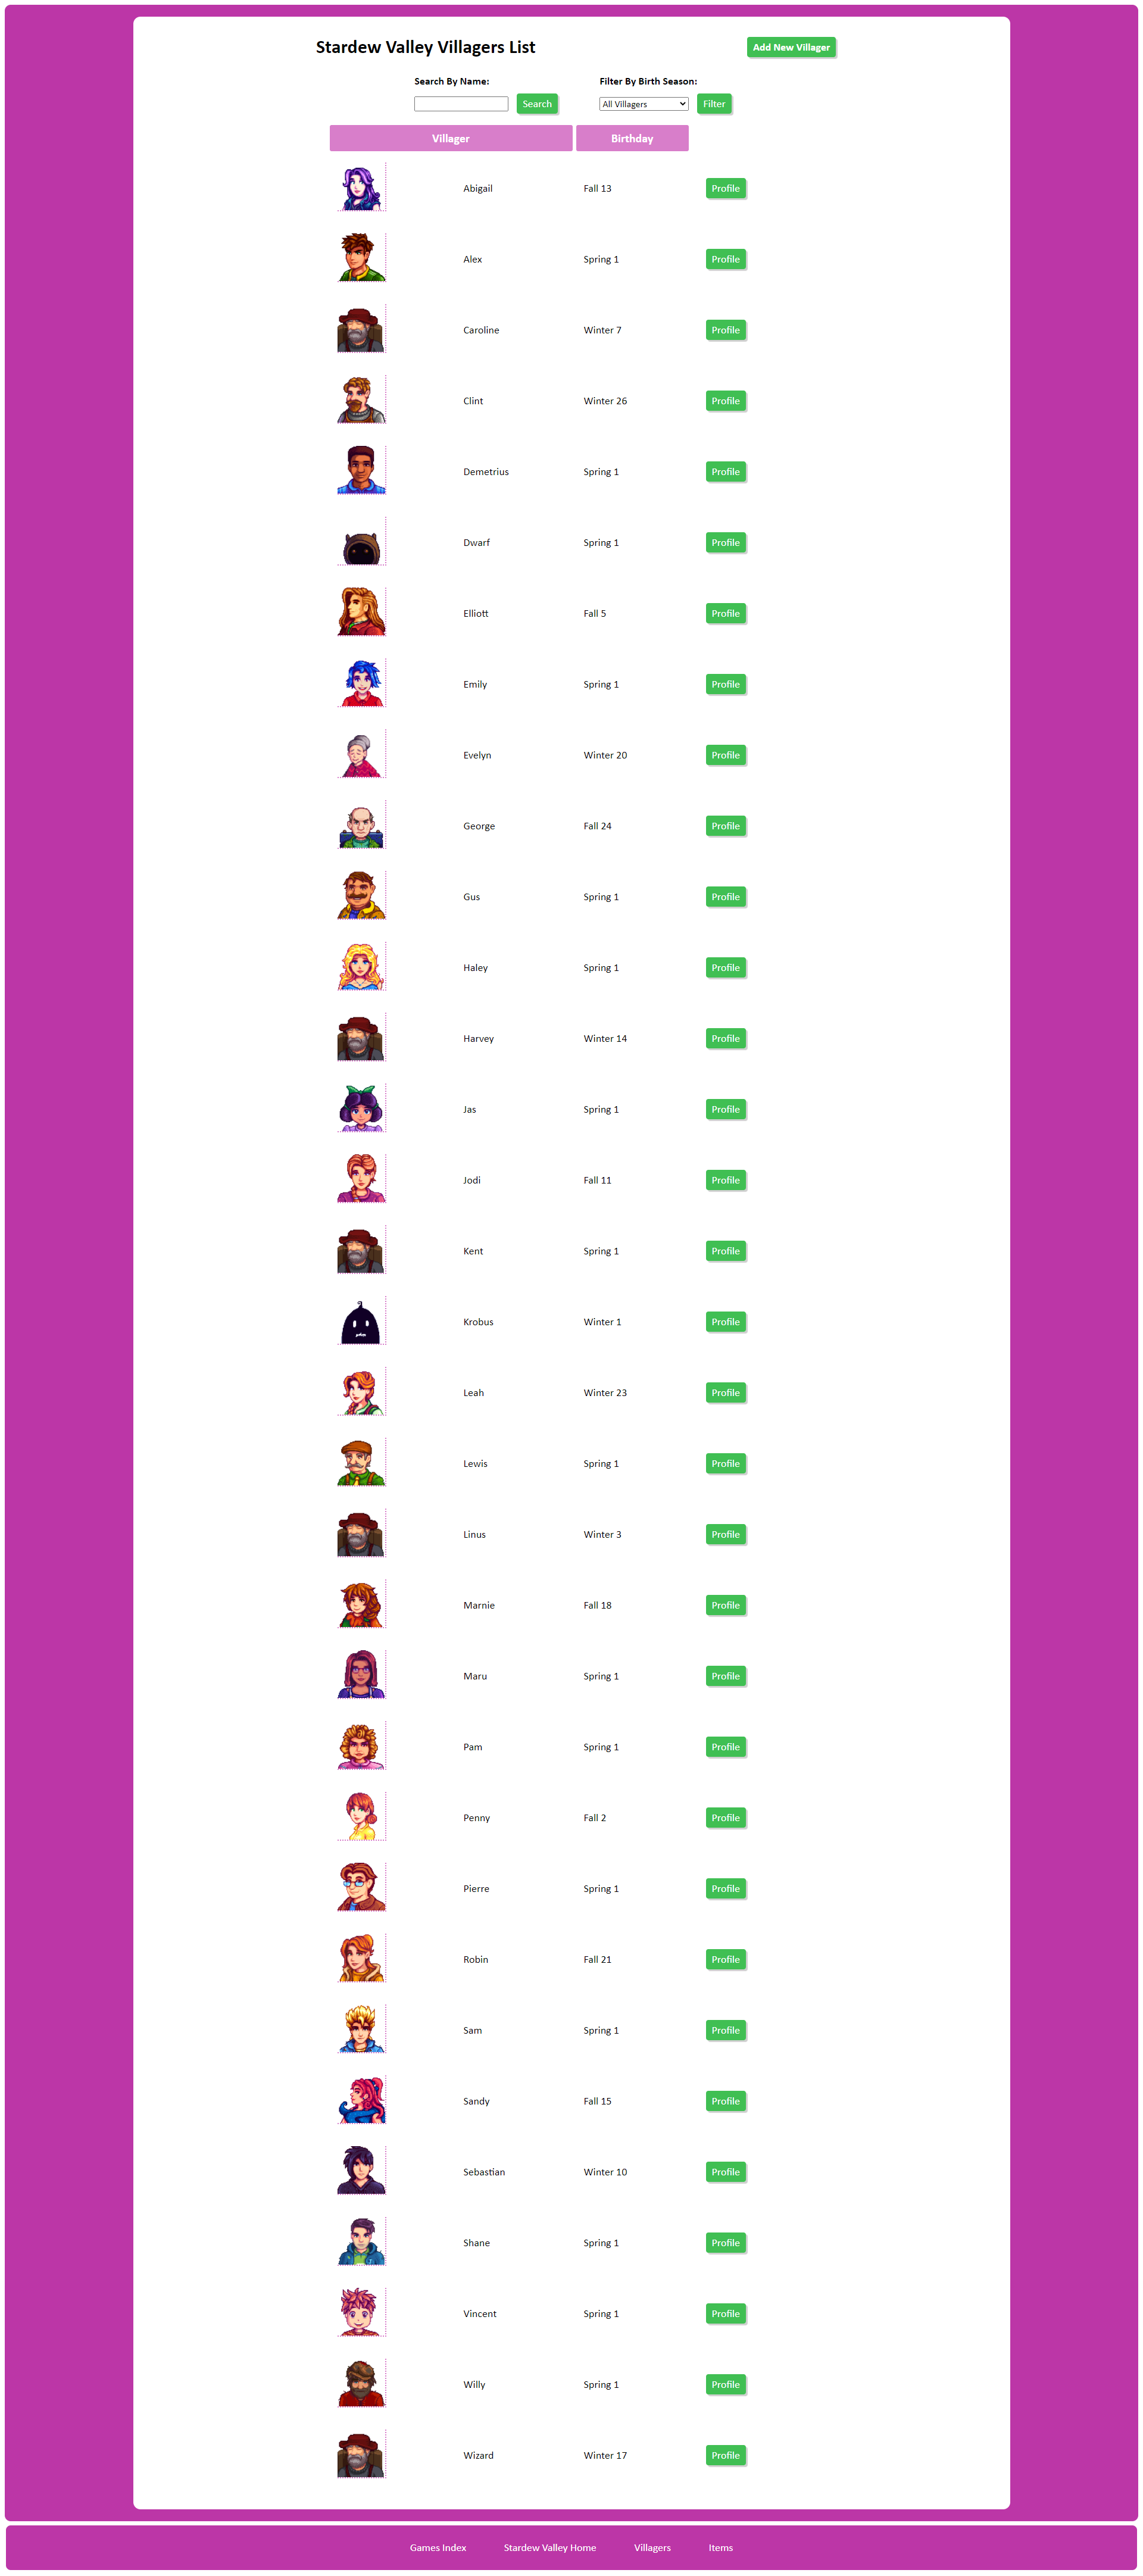 Stardew Valley Villagers List
Add New Villager
Search By Name:
Search
Filter By Birth Season:
All Villagers
Filter
Villager Birthday
Abigail Fall 13 Profile
Alex Spring 1 Profile
Caroline Winter 7 Profile
Clint Winter 26 Profile
Demetrius Spring 1 Profile
Dwarf Spring 1 Profile
Elliott Fall 5 Profile
Emily Spring 1 Profile
Evelyn Winter 20 Profile
George Fall 24 Profile
Gus Spring 1 Profile
Haley Spring 1 Profile
Harvey Winter 14 Profile
Jas Spring 1 Profile
Jodi Fall 11 Profile
Kent Spring 1 Profile
Krobus Winter 1 Profile
Leah Winter 23 Profile
Lewis Spring 1 Profile
Linus Winter 3 Profile
Marnie Fall 18 Profile
Maru Spring 1 Profile
Pam Spring 1 Profile
Penny Fall 2 Profile
Pierre Spring 1 Profile
Robin Fall 21 Profile
Sam Spring 1 Profile
Sandy Fall 15 Profile
Sebastian Winter 10 Profile
Shane Spring 1 Profile
Vincent Spring 1 Profile
Willy Spring 1 Profile
Wizard Winter 17 Profile
Games Index Stardew Valley Home Villagers Items